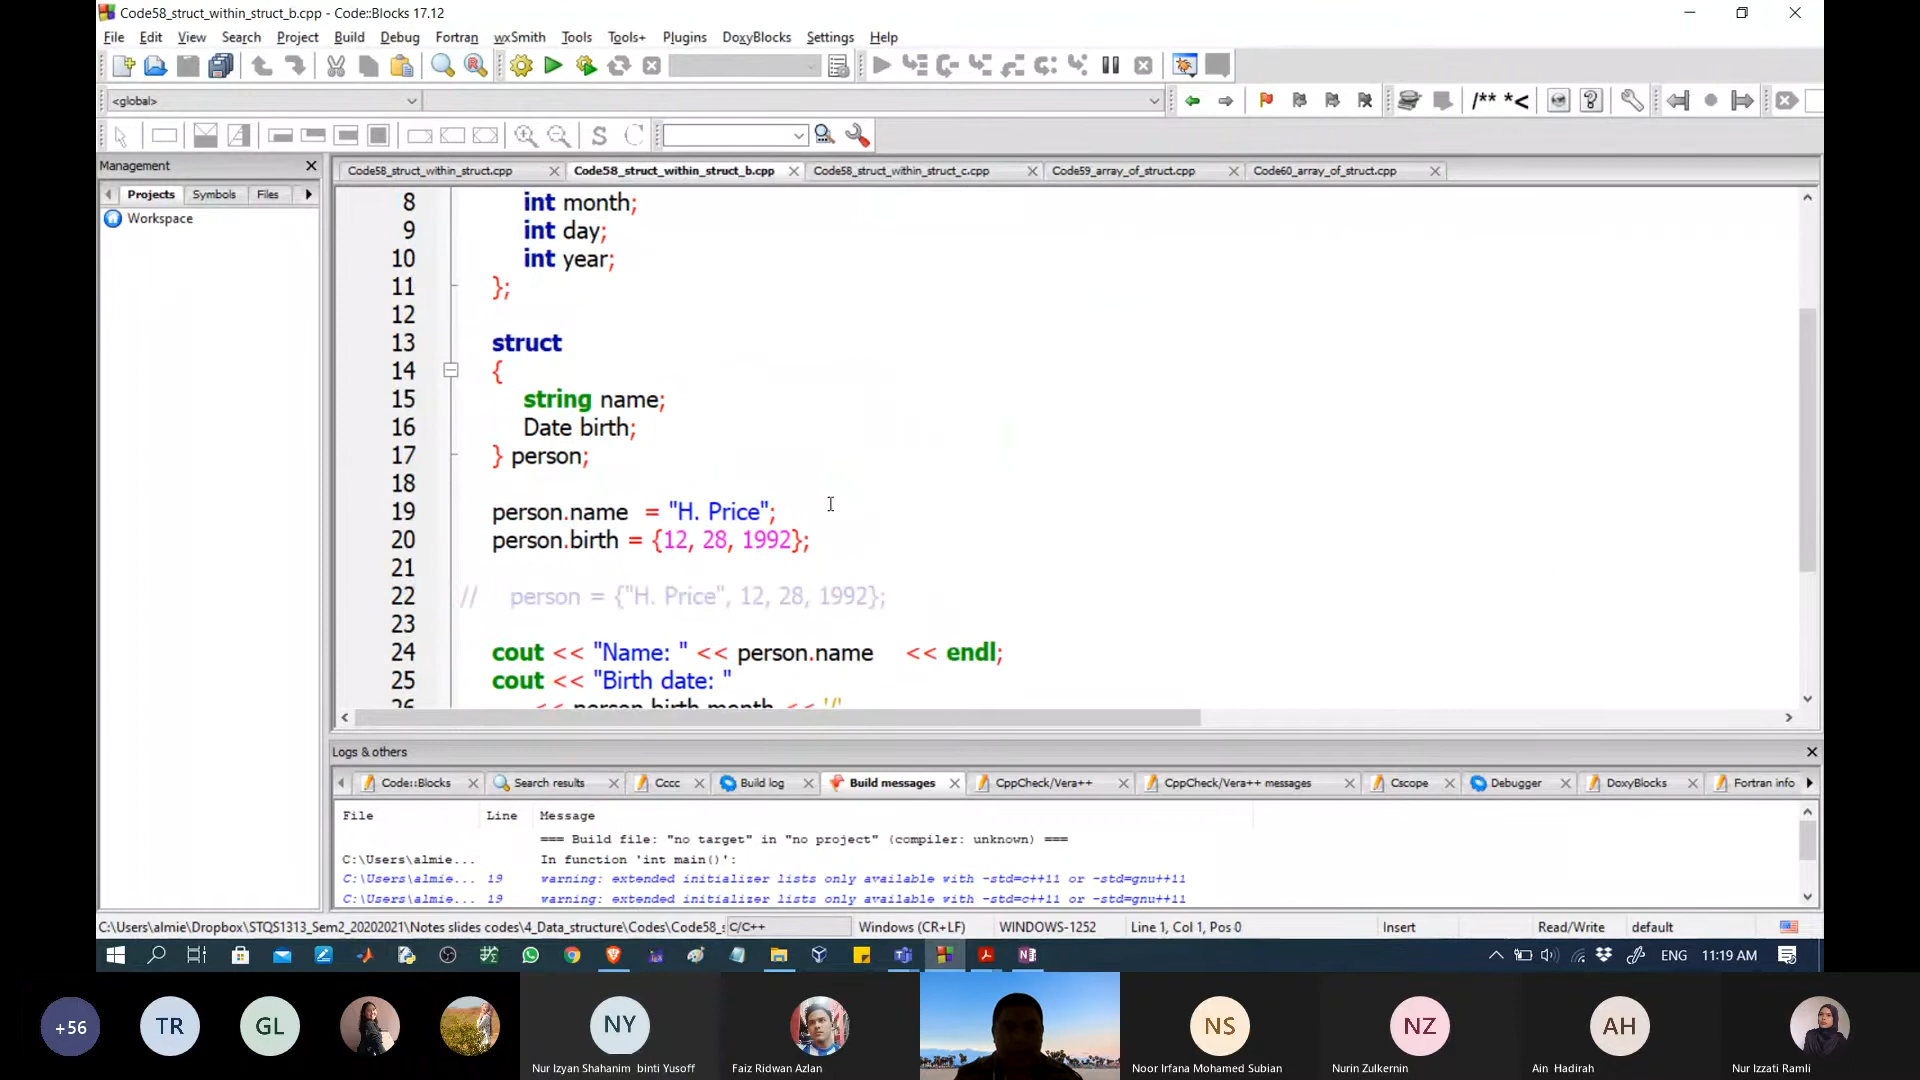 Code58_struct_within_struct_b.cpp - Code::Blocks 17.12
File Edit View Search Project Build Debug Fortran wxSmith Tools Tools+ Plugins DoxyBlocks Settings Help
<global>
/** *<
S C
Management
Projects Symbols Files
Workspace
Code58_struct_within_struct.cpp Code58_struct_within_struct_b.cpp Code58_struct_within_struct_c.cpp Code59_array_of_struct.cpp Code60_array_of_struct.cpp
8 int month;
9 int day;
10 int year;
11 };
12
13 struct
14 {
15 string name;
16 Date birth;
17 } person;
18
19 person.name = "H. Price";
20 person.birth = {12, 28, 1992};
21
22 // person = {"H. Price", 12, 28, 1992};
23
24 cout << "Name: " << person.name << endl;
25 cout << "Birth date: "
26 << person.birth.month << '/'
Logs & others
Code::Blocks Search results Cccc Build log Build messages CppCheck/Vera++ CppCheck/Vera++ messages Cscope Debugger DoxyBlocks Fortran info
File Line Message
=== Build file: "no target" in "no project" (compiler: unknown) ===
C:\Users\almie... In function 'int main()':
C:\Users\almie... 19 warning: extended initializer lists only available with -std=c++11 or -std=gnu++11
C:\Users\almie... 19 warning: extended initializer lists only available with -std=c++11 or -std=gnu++11
C:\Users\almie\Dropbox\STQS1313_Sem2_20202021\Notes slides codes\4_Data_structure\Codes\Code58_s C/C++ Windows (CR+LF) WINDOWS-1252 Line 1, Col 1, Pos 0 Insert Read/Write default
ENG 11:19 AM
+56 TR GL NY NS NZ AH
Nur Izyan Shahanim binti Yusoff Faiz Ridwan Azlan Noor Irfana Mohamed Subian Nurin Zulkernin Ain Hadirah Nur Izzati Ramli